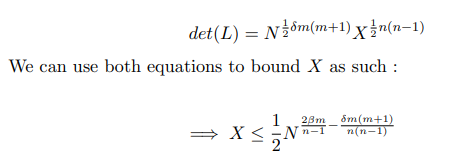 det(L) = N^{\frac{1}{2}\delta m(m+1)} X^{\frac{1}{2}n(n-1)}
We can use both equations to bound X as such :
\implies X \leq \frac{1}{2} N^{\frac{2\beta m}{n-1} - \frac{\delta m(m+1)}{n(n-1)}}